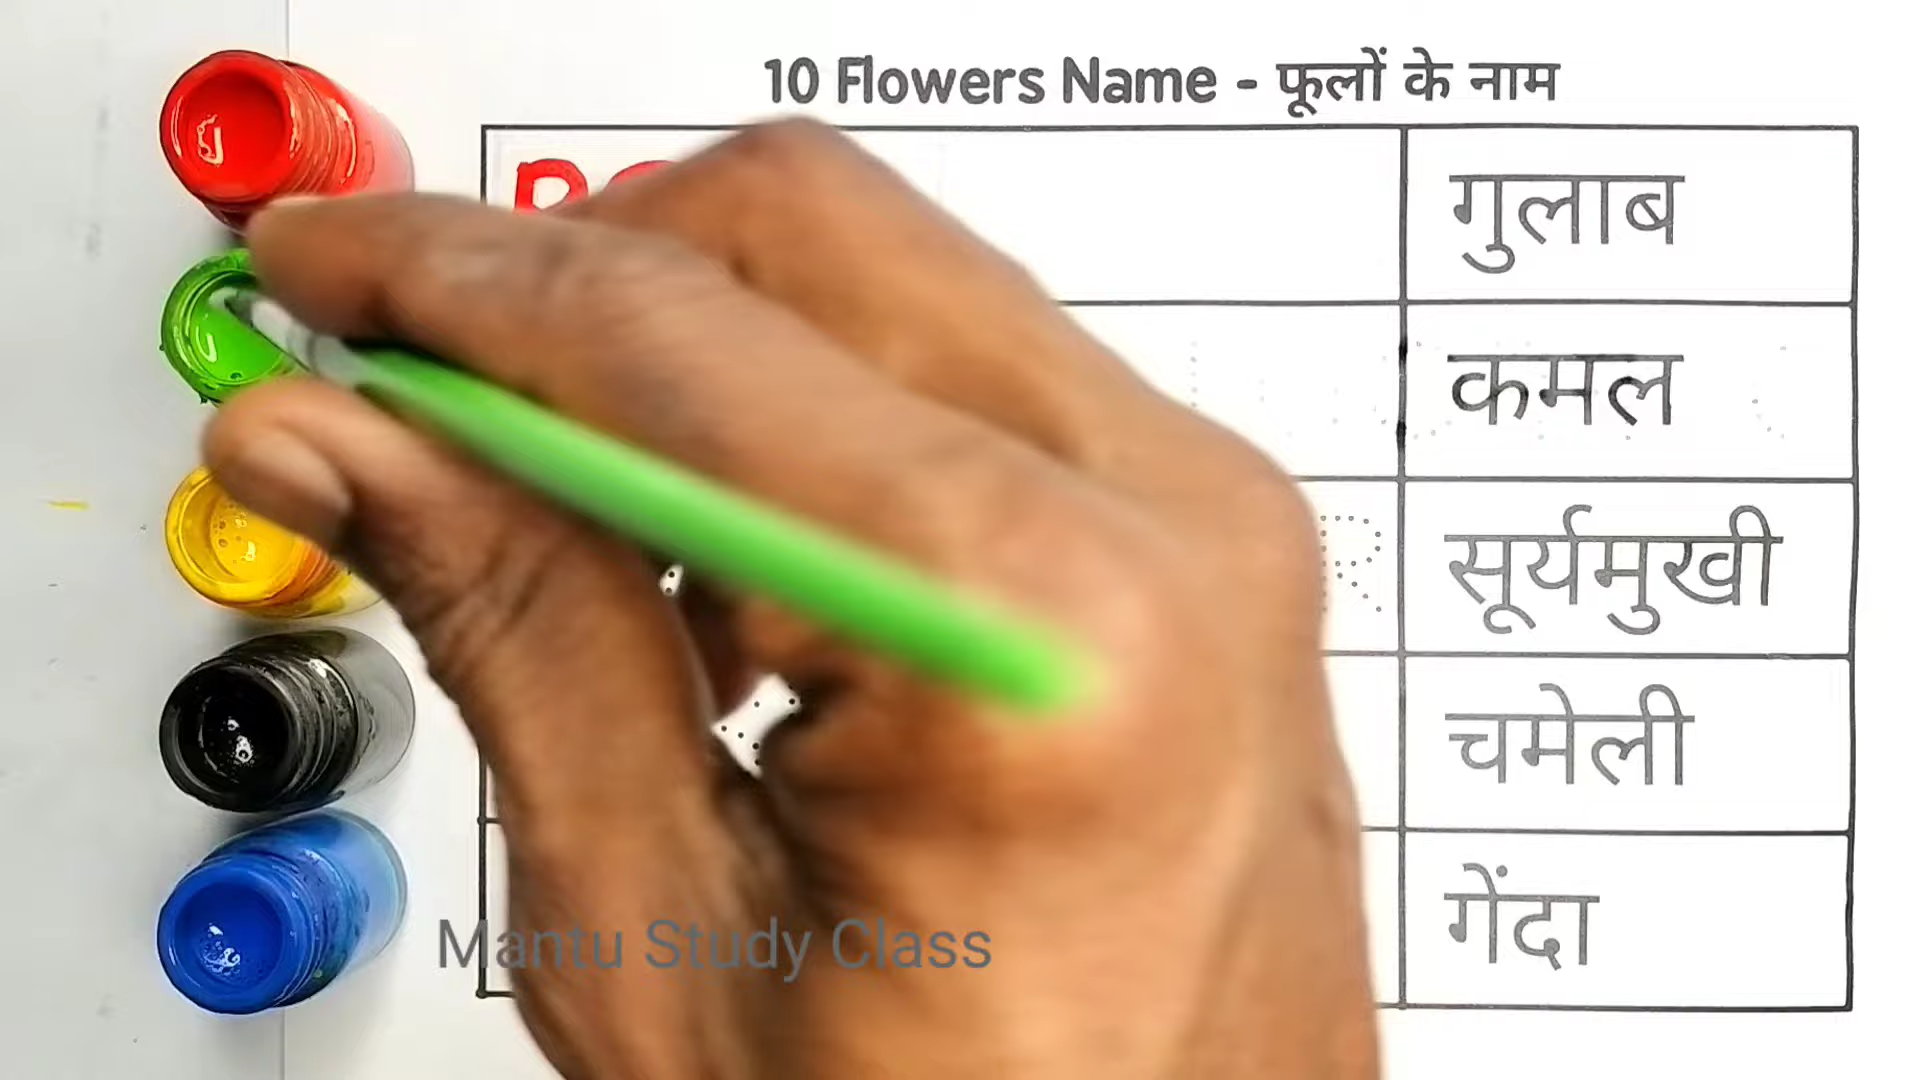 10 Flowers Name - फूलों के नाम
गुलाब
कमल
सूर्यमुखी
चमेली
गेंदा
Mantu Study Class